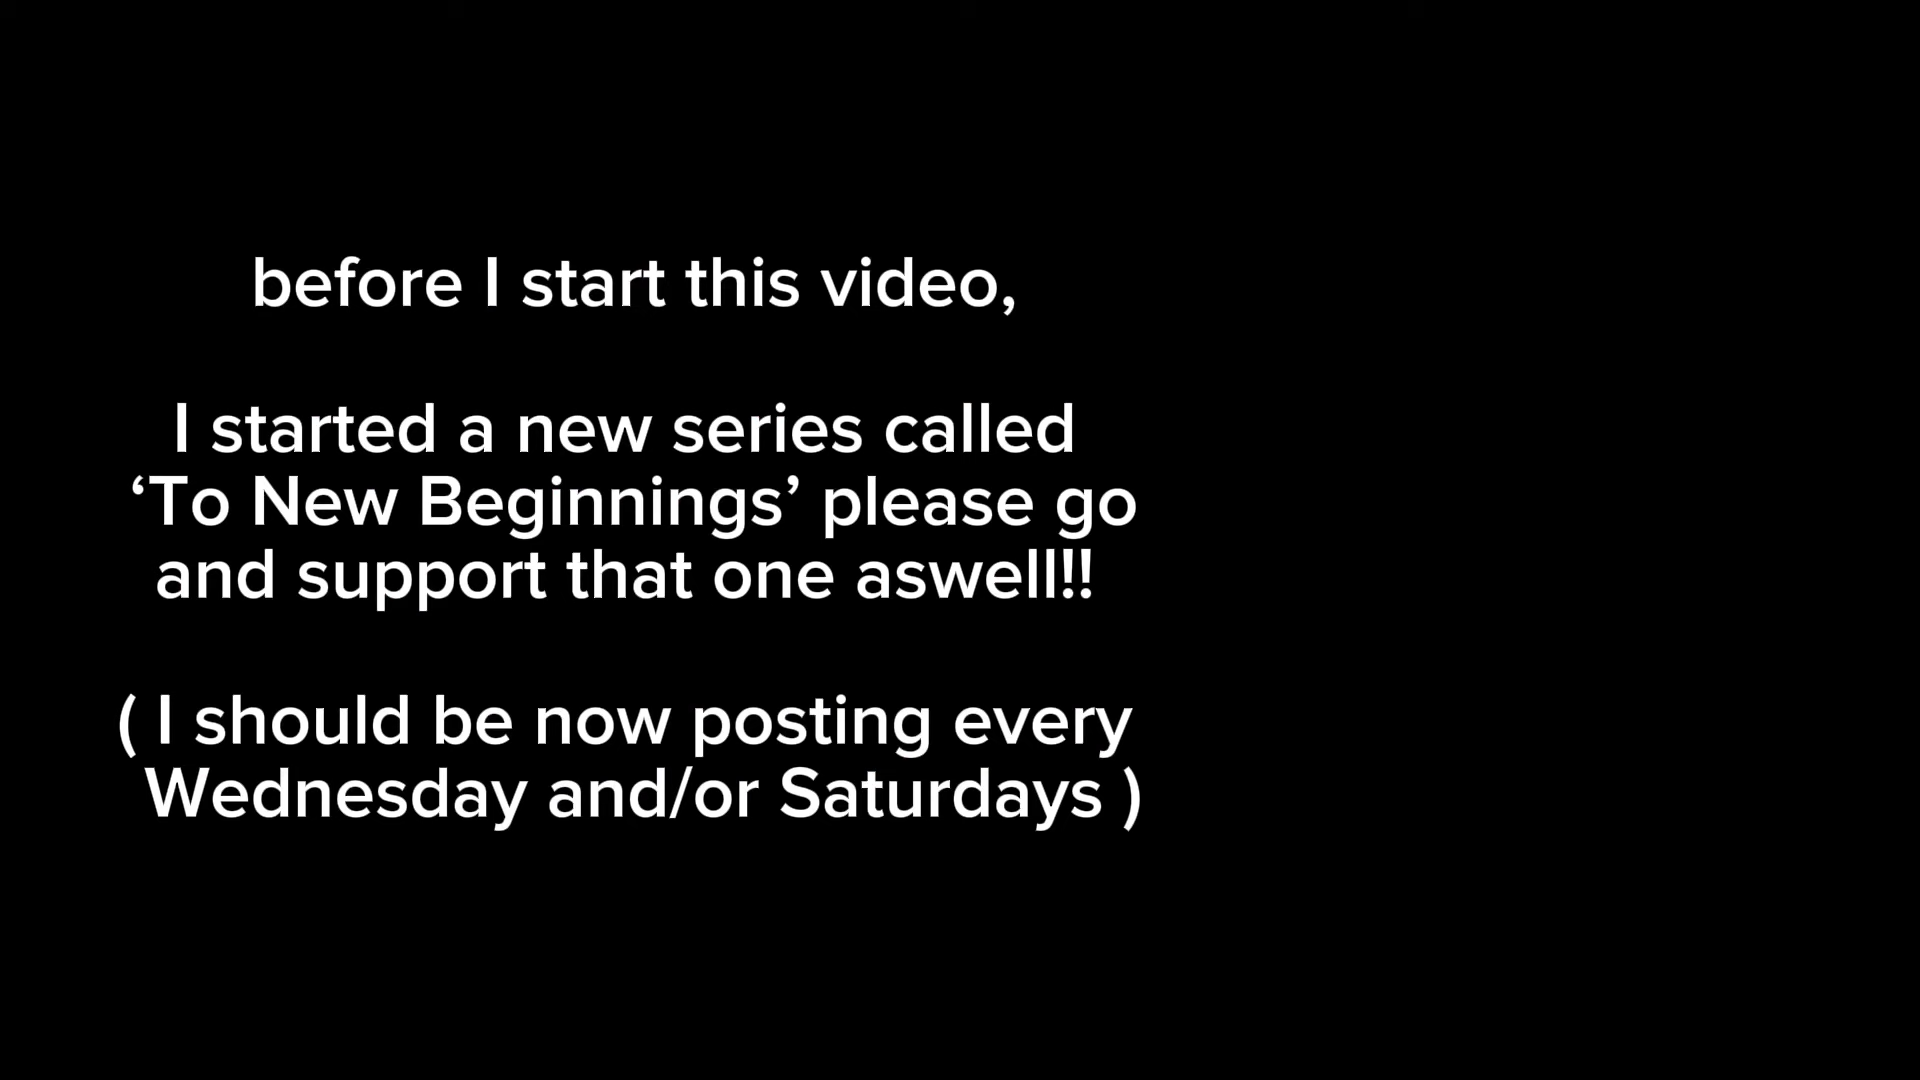 before I start this video,
I started a new series called
‘To New Beginnings’ please go
and support that one aswell!!
( I should be now posting every
Wednesday and/or Saturdays )